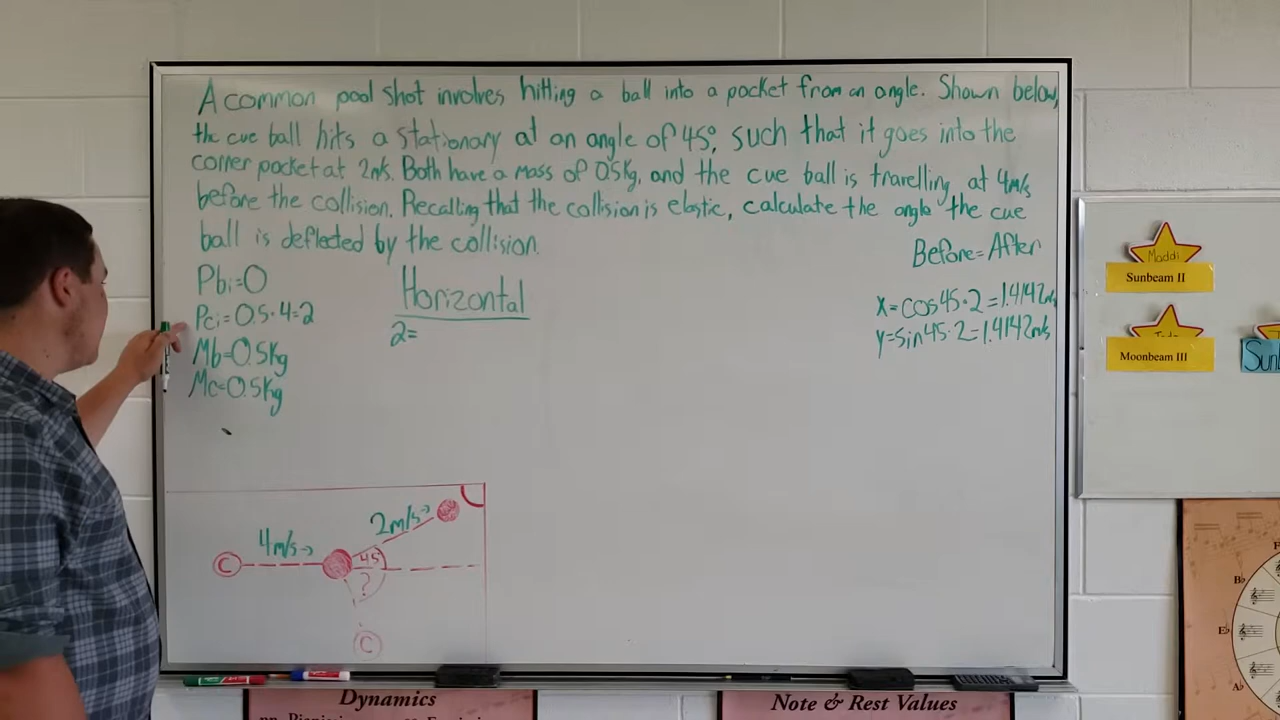 A common pool shot involves hitting a ball into a pocket from an angle. Shown below,
the cue ball hits a stationary at an angle of 45°, such that it goes into the
corner pocket at 2m/s. Both have a mass of 0.5Kg, and the cue ball is travelling at 4m/s
before the collision. Recalling that the collision is elastic, calculate the angle the cue
ball is deflected by the collision.
Before=After
Pbi=0
Pci=0.5·4=2
Mb=0.5Kg
Mc=0.5Kg
Horizontal
2=
x=cos45·2=1.4142m/s
y=sin45·2=1.4142m/s
C
4m/s→
2m/s→
45
?
C
Maddi
Sunbeam II
Moonbeam III
Sun
Dynamics
Note & Rest Values
F
B♭
E♭
A♭